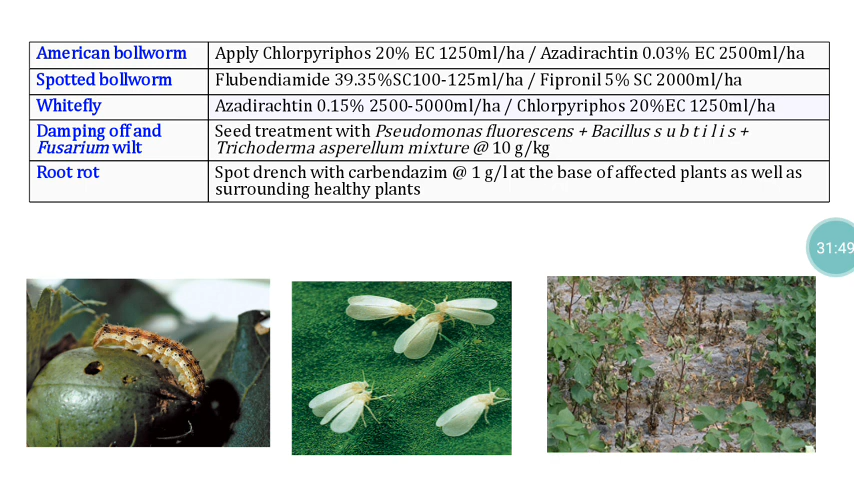 American bollworm Apply Chlorpyriphos 20% EC 1250ml/ha / Azadirachtin 0.03% EC 2500ml/ha
Spotted bollworm Flubendiamide 39.35%SC100-125ml/ha / Fipronil 5% SC 2000ml/ha
Whitefly Azadirachtin 0.15% 2500-5000ml/ha / Chlorpyriphos 20%EC 1250ml/ha
Damping off and
Fusarium wilt
Seed treatment with Pseudomonas fluorescens + Bacillus s u b t i l i s +
Trichoderma asperellum mixture @ 10 g/kg
Root rot Spot drench with carbendazim @ 1 g/l at the base of affected plants as well as
surrounding healthy plants
31:49